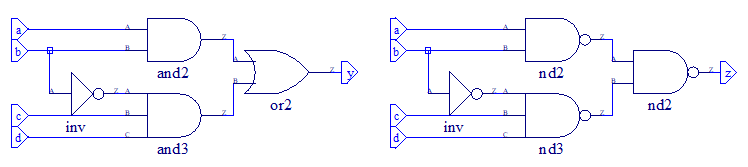 a A Z
b B
and2
A Z A
B
inv
c B Z
d C
and3
A Z y
B
or2
a A Z
b B
nd2
A Z A
B
inv
c B Z
d C
nd3
A Z z
B
nd2